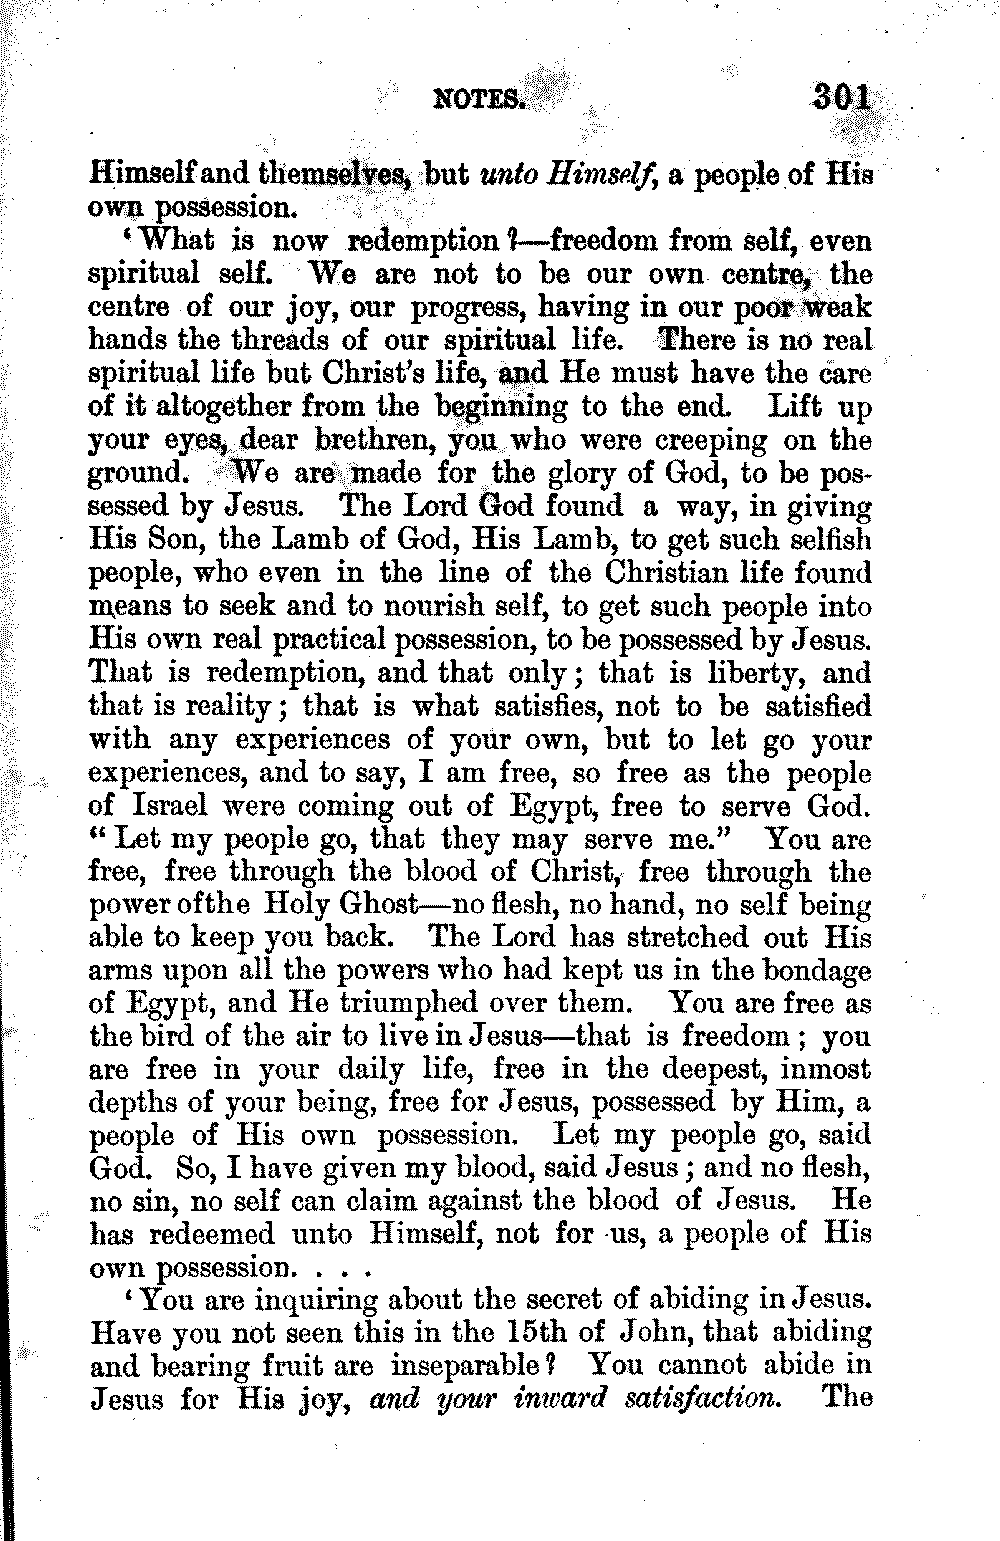 NOTES. 301
Himself and themselves, but unto Himself, a people of His
own possession.
‘What is now redemption?—freedom from self, even
spiritual self. We are not to be our own centre, the
centre of our joy, our progress, having in our poor weak
hands the threads of our spiritual life. There is no real
spiritual life but Christ's life, and He must have the care
of it altogether from the beginning to the end. Lift up
your eyes, dear brethren, you who were creeping on the
ground. We are made for the glory of God, to be pos-
sessed by Jesus. The Lord God found a way, in giving
His Son, the Lamb of God, His Lamb, to get such selfish
people, who even in the line of the Christian life found
means to seek and to nourish self, to get such people into
His own real practical possession, to be possessed by Jesus.
That is redemption, and that only; that is liberty, and
that is reality; that is what satisfies, not to be satisfied
with any experiences of your own, but to let go your
experiences, and to say, I am free, so free as the people
of Israel were coming out of Egypt, free to serve God.
“Let my people go, that they may serve me.” You are
free, free through the blood of Christ, free through the
power ofthe Holy Ghost—no flesh, no hand, no self being
able to keep you back. The Lord has stretched out His
arms upon all the powers who had kept us in the bondage
of Egypt, and He triumphed over them. You are free as
the bird of the air to live in Jesus—that is freedom; you
are free in your daily life, free in the deepest, inmost
depths of your being, free for Jesus, possessed by Him, a
people of His own possession. Let my people go, said
God. So, I have given my blood, said Jesus; and no flesh,
no sin, no self can claim against the blood of Jesus. He
has redeemed unto Himself, not for us, a people of His
own possession. . . .
‘You are inquiring about the secret of abiding in Jesus.
Have you not seen this in the 15th of John, that abiding
and bearing fruit are inseparable? You cannot abide in
Jesus for His joy, and your inward satisfaction. The